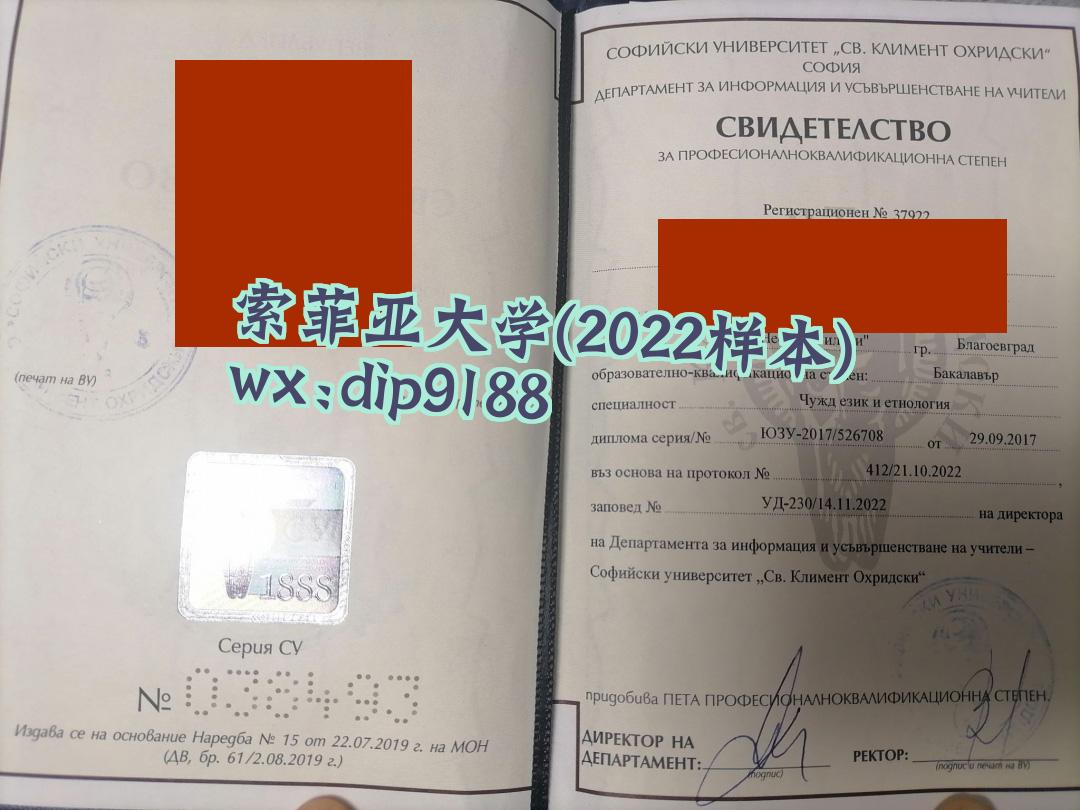 (печат на ВУ)
1888
Серия СУ
№ 038493
Издава се на основание Наредба № 15 от 22.07.2019 г. на МОН
(ДВ, бр. 61/2.08.2019 г.)
СОФИЙСКИ УНИВЕРСИТЕТ „СВ. КЛИМЕНТ ОХРИДСКИ“
СОФИЯ
ДЕПАРТАМЕНТ ЗА ИНФОРМАЦИЯ И УСЪВЪРШЕНСТВАНЕ НА УЧИТЕЛИ
СВИДЕТЕЛСТВО
ЗА ПРОФЕСИОНАЛНОКВАЛИФИКАЦИОННА СТЕПЕН
Регистрационен № 37922
索菲亚大学(2022样本)
wx:dip9188
гр. Благоевград
образователно-квалификационна степен: Бакалавър
специалност Чужд език и етнология
диплома серия/№ ЮЗУ-2017/526708 от 29.09.2017
въз основа на протокол № 412/21.10.2022,
заповед № УД-230/14.11.2022 на директора
на Департамента за информация и усъвършенстване на учители –
Софийски университет „Св. Климент Охридски“
придобива ПЕТА ПРОФЕСИОНАЛНОКВАЛИФИКАЦИОННА СТЕПЕН.
ДИРЕКТОР НА
ДЕПАРТАМЕНТ:
(подпис)
РЕКТОР:
(подпис и печат на ВУ)